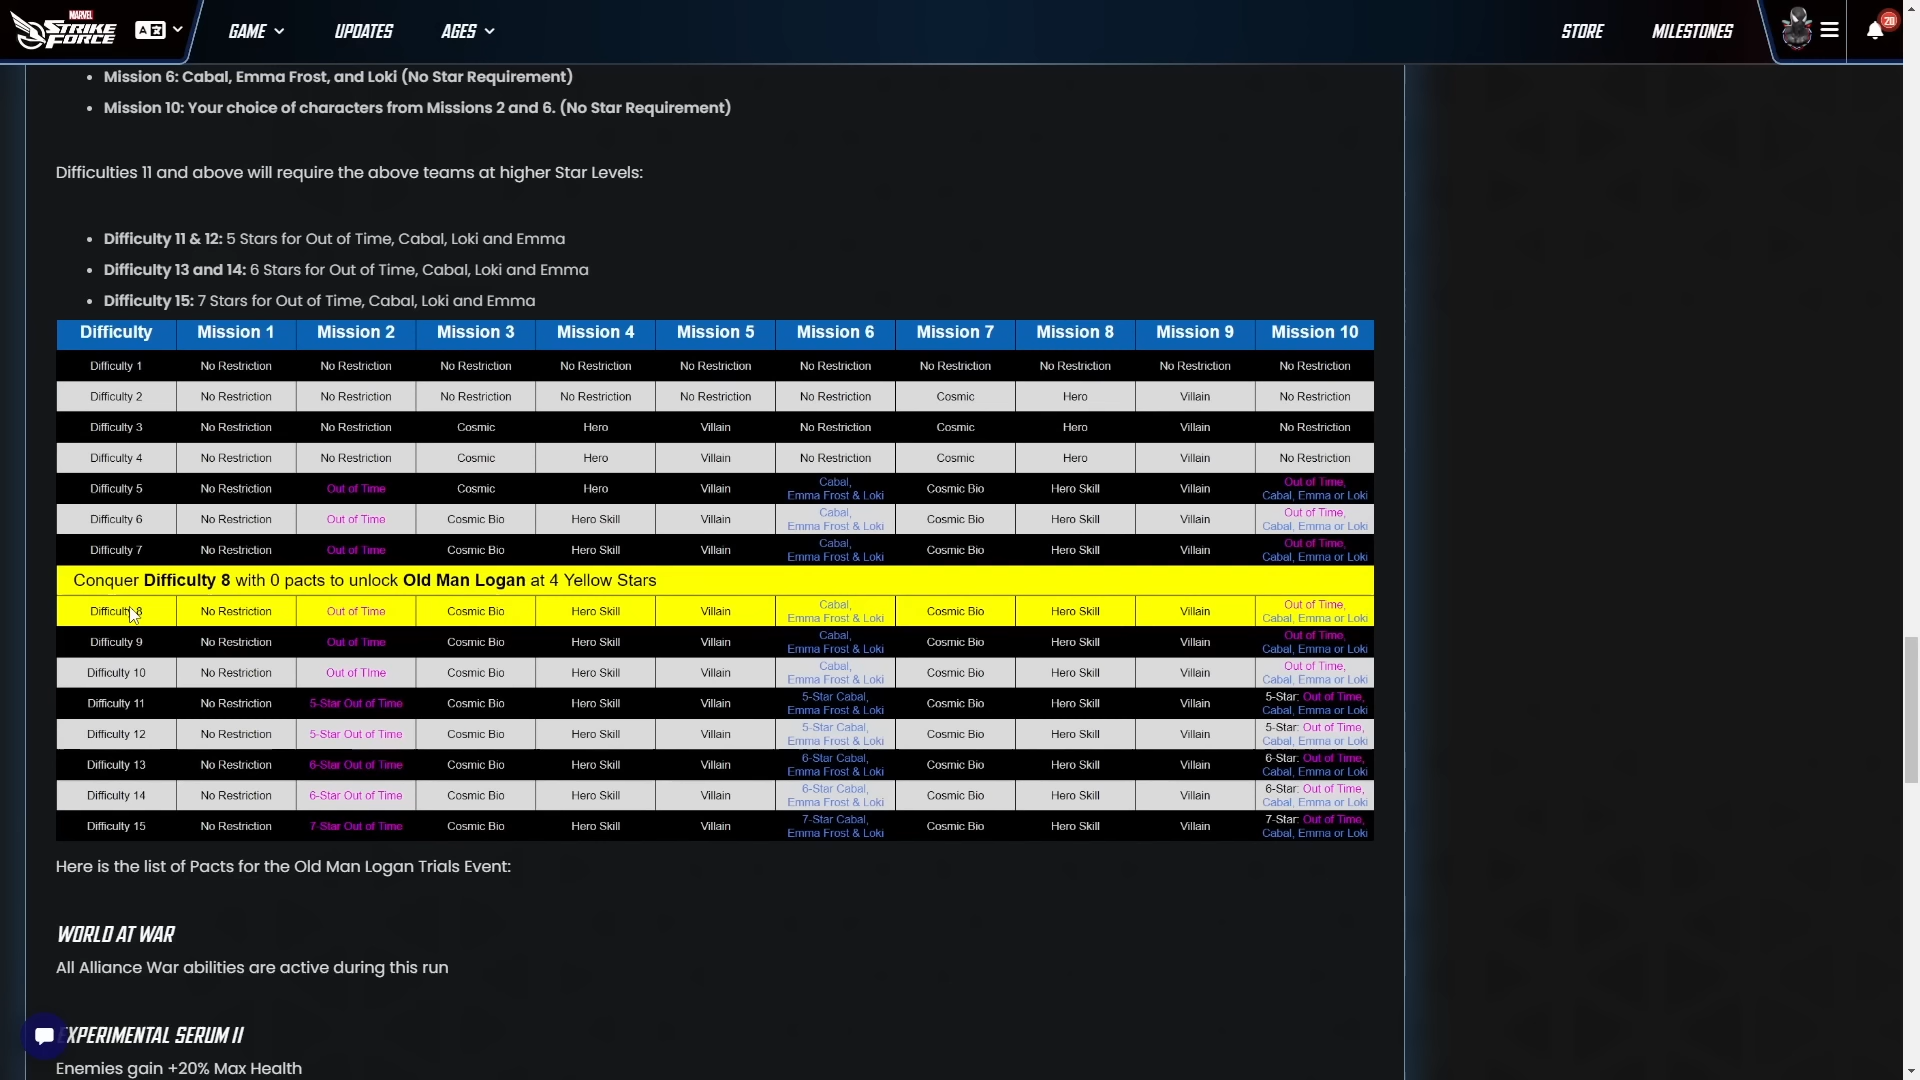 MARVEL
STRIKE FORCE
GAME UPDATES AGES STORE MILESTONES 20
Mission 6: Cabal, Emma Frost, and Loki (No Star Requirement)
Mission 10: Your choice of characters from Missions 2 and 6. (No Star Requirement)
Difficulties 11 and above will require the above teams at higher Star Levels:
Difficulty 11 & 12: 5 Stars for Out of Time, Cabal, Loki and Emma
Difficulty 13 and 14: 6 Stars for Out of Time, Cabal, Loki and Emma
Difficulty 15: 7 Stars for Out of Time, Cabal, Loki and Emma
Difficulty Mission 1 Mission 2 Mission 3 Mission 4 Mission 5 Mission 6 Mission 7 Mission 8 Mission 9 Mission 10
Difficulty 1 No Restriction No Restriction No Restriction No Restriction No Restriction No Restriction No Restriction No Restriction No Restriction No Restriction
Difficulty 2 No Restriction No Restriction No Restriction No Restriction No Restriction No Restriction Cosmic Hero Villain No Restriction
Difficulty 3 No Restriction No Restriction Cosmic Hero Villain No Restriction Cosmic Hero Villain No Restriction
Difficulty 4 No Restriction No Restriction Cosmic Hero Villain No Restriction Cosmic Hero Villain No Restriction
Difficulty 5 No Restriction Out of Time Cosmic Hero Villain Cabal, Emma Frost & Loki Cosmic Bio Hero Skill Villain Out of Time, Cabal, Emma or Loki
Difficulty 6 No Restriction Out of Time Cosmic Bio Hero Skill Villain Cabal, Emma Frost & Loki Cosmic Bio Hero Skill Villain Out of Time, Cabal, Emma or Loki
Difficulty 7 No Restriction Out of Time Cosmic Bio Hero Skill Villain Cabal, Emma Frost & Loki Cosmic Bio Hero Skill Villain Out of Time, Cabal, Emma or Loki
Conquer Difficulty 8 with 0 pacts to unlock Old Man Logan at 4 Yellow Stars
Difficulty 8 No Restriction Out of Time Cosmic Bio Hero Skill Villain Cabal, Emma Frost & Loki Cosmic Bio Hero Skill Villain Out of Time, Cabal, Emma or Loki
Difficulty 9 No Restriction Out of Time Cosmic Bio Hero Skill Villain Cabal, Emma Frost & Loki Cosmic Bio Hero Skill Villain Out of Time, Cabal, Emma or Loki
Difficulty 10 No Restriction Out of TIme Cosmic Bio Hero Skill Villain Cabal, Emma Frost & Loki Cosmic Bio Hero Skill Villain Out of Time, Cabal, Emma or Loki
Difficulty 11 No Restriction 5-Star Out of Time Cosmic Bio Hero Skill Villain 5-Star Cabal, Emma Frost & Loki Cosmic Bio Hero Skill Villain 5-Star: Out of Time, Cabal, Emma or Loki
Difficulty 12 No Restriction 5-Star Out of Time Cosmic Bio Hero Skill Villain 5-Star Cabal, Emma Frost & Loki Cosmic Bio Hero Skill Villain 5-Star: Out of Time, Cabal, Emma or Loki
Difficulty 13 No Restriction 6-Star Out of Time Cosmic Bio Hero Skill Villain 6-Star Cabal, Emma Frost & Loki Cosmic Bio Hero Skill Villain 6-Star: Out of Time, Cabal, Emma or Loki
Difficulty 14 No Restriction 6-Star Out of Time Cosmic Bio Hero Skill Villain 6-Star Cabal, Emma Frost & Loki Cosmic Bio Hero Skill Villain 6-Star: Out of Time, Cabal, Emma or Loki
Difficulty 15 No Restriction 7-Star Out of Time Cosmic Bio Hero Skill Villain 7-Star Cabal, Emma Frost & Loki Cosmic Bio Hero Skill Villain 7-Star: Out of Time, Cabal, Emma or Loki
Here is the list of Pacts for the Old Man Logan Trials Event:
WORLD AT WAR
All Alliance War abilities are active during this run
EXPERIMENTAL SERUM II
Enemies gain +20% Max Health